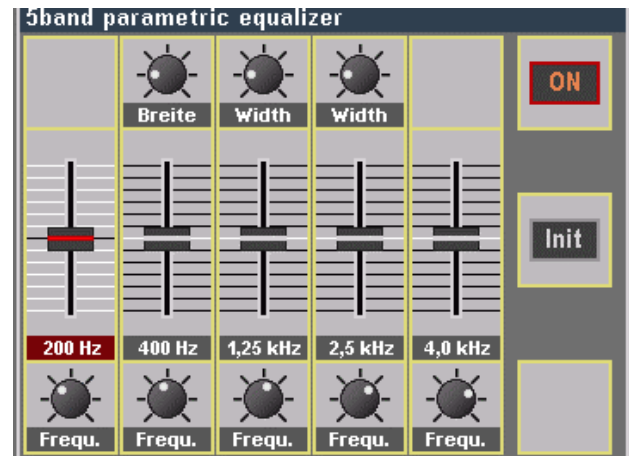 5band parametric equalizer
Breite Width Width
ON
Init
200 Hz 400 Hz 1,25 kHz 2,5 kHz 4,0 kHz
Frequ. Frequ. Frequ. Frequ. Frequ.